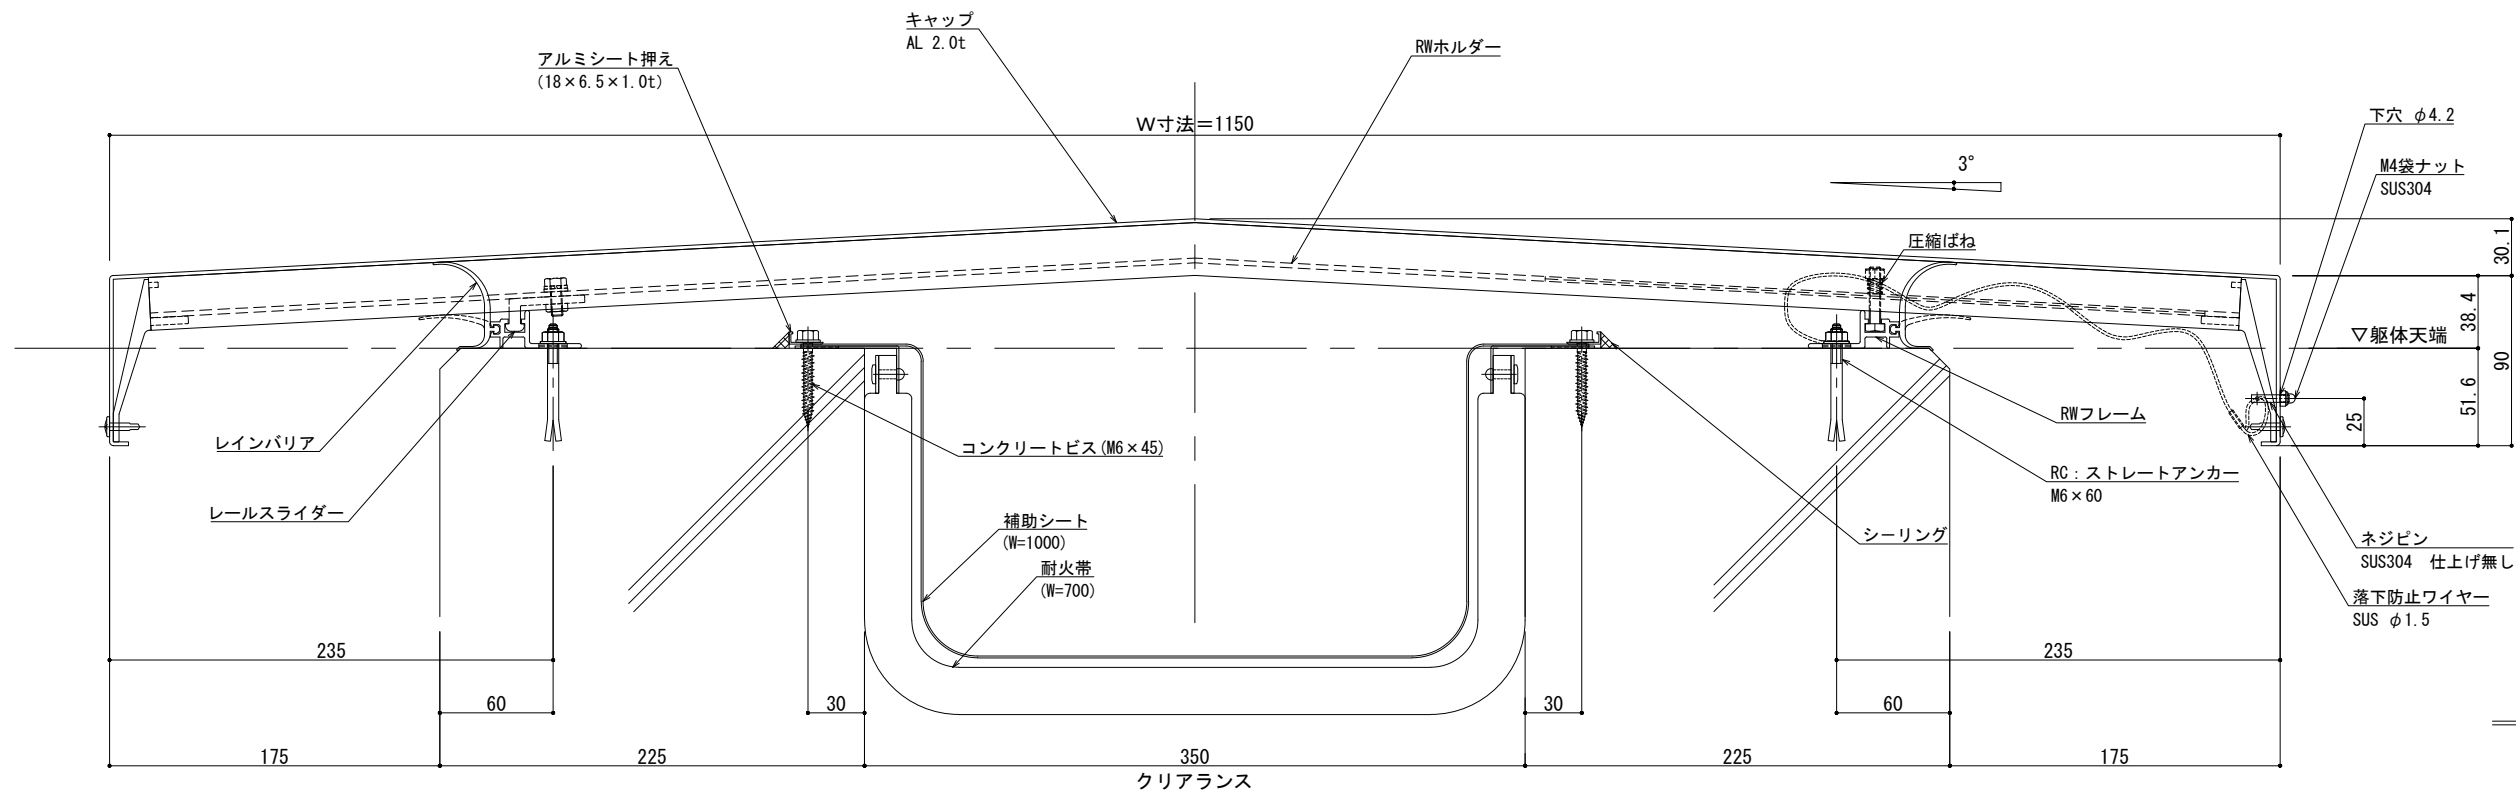 キャップ
AL 2.0t
アルミシート押え
(18×6.5×1.0t)
RWホルダー
W寸法=1150
下穴 φ4.2
M4袋ナット
SUS304
3°
圧縮ばね
30.1
38.4
▽躯体天端
90
51.6
25
レインバリア
コンクリートビス(M6×45)
RWフレーム
RC:ストレートアンカー
M6×60
レールスライダー
補助シート
(W=1000)
シーリング
ネジピン
SUS304 仕上げ無し
耐火帯
(W=700)
落下防止ワイヤー
SUS φ1.5
235
235
60
30
30
60
175
225
350
225
175
クリアランス